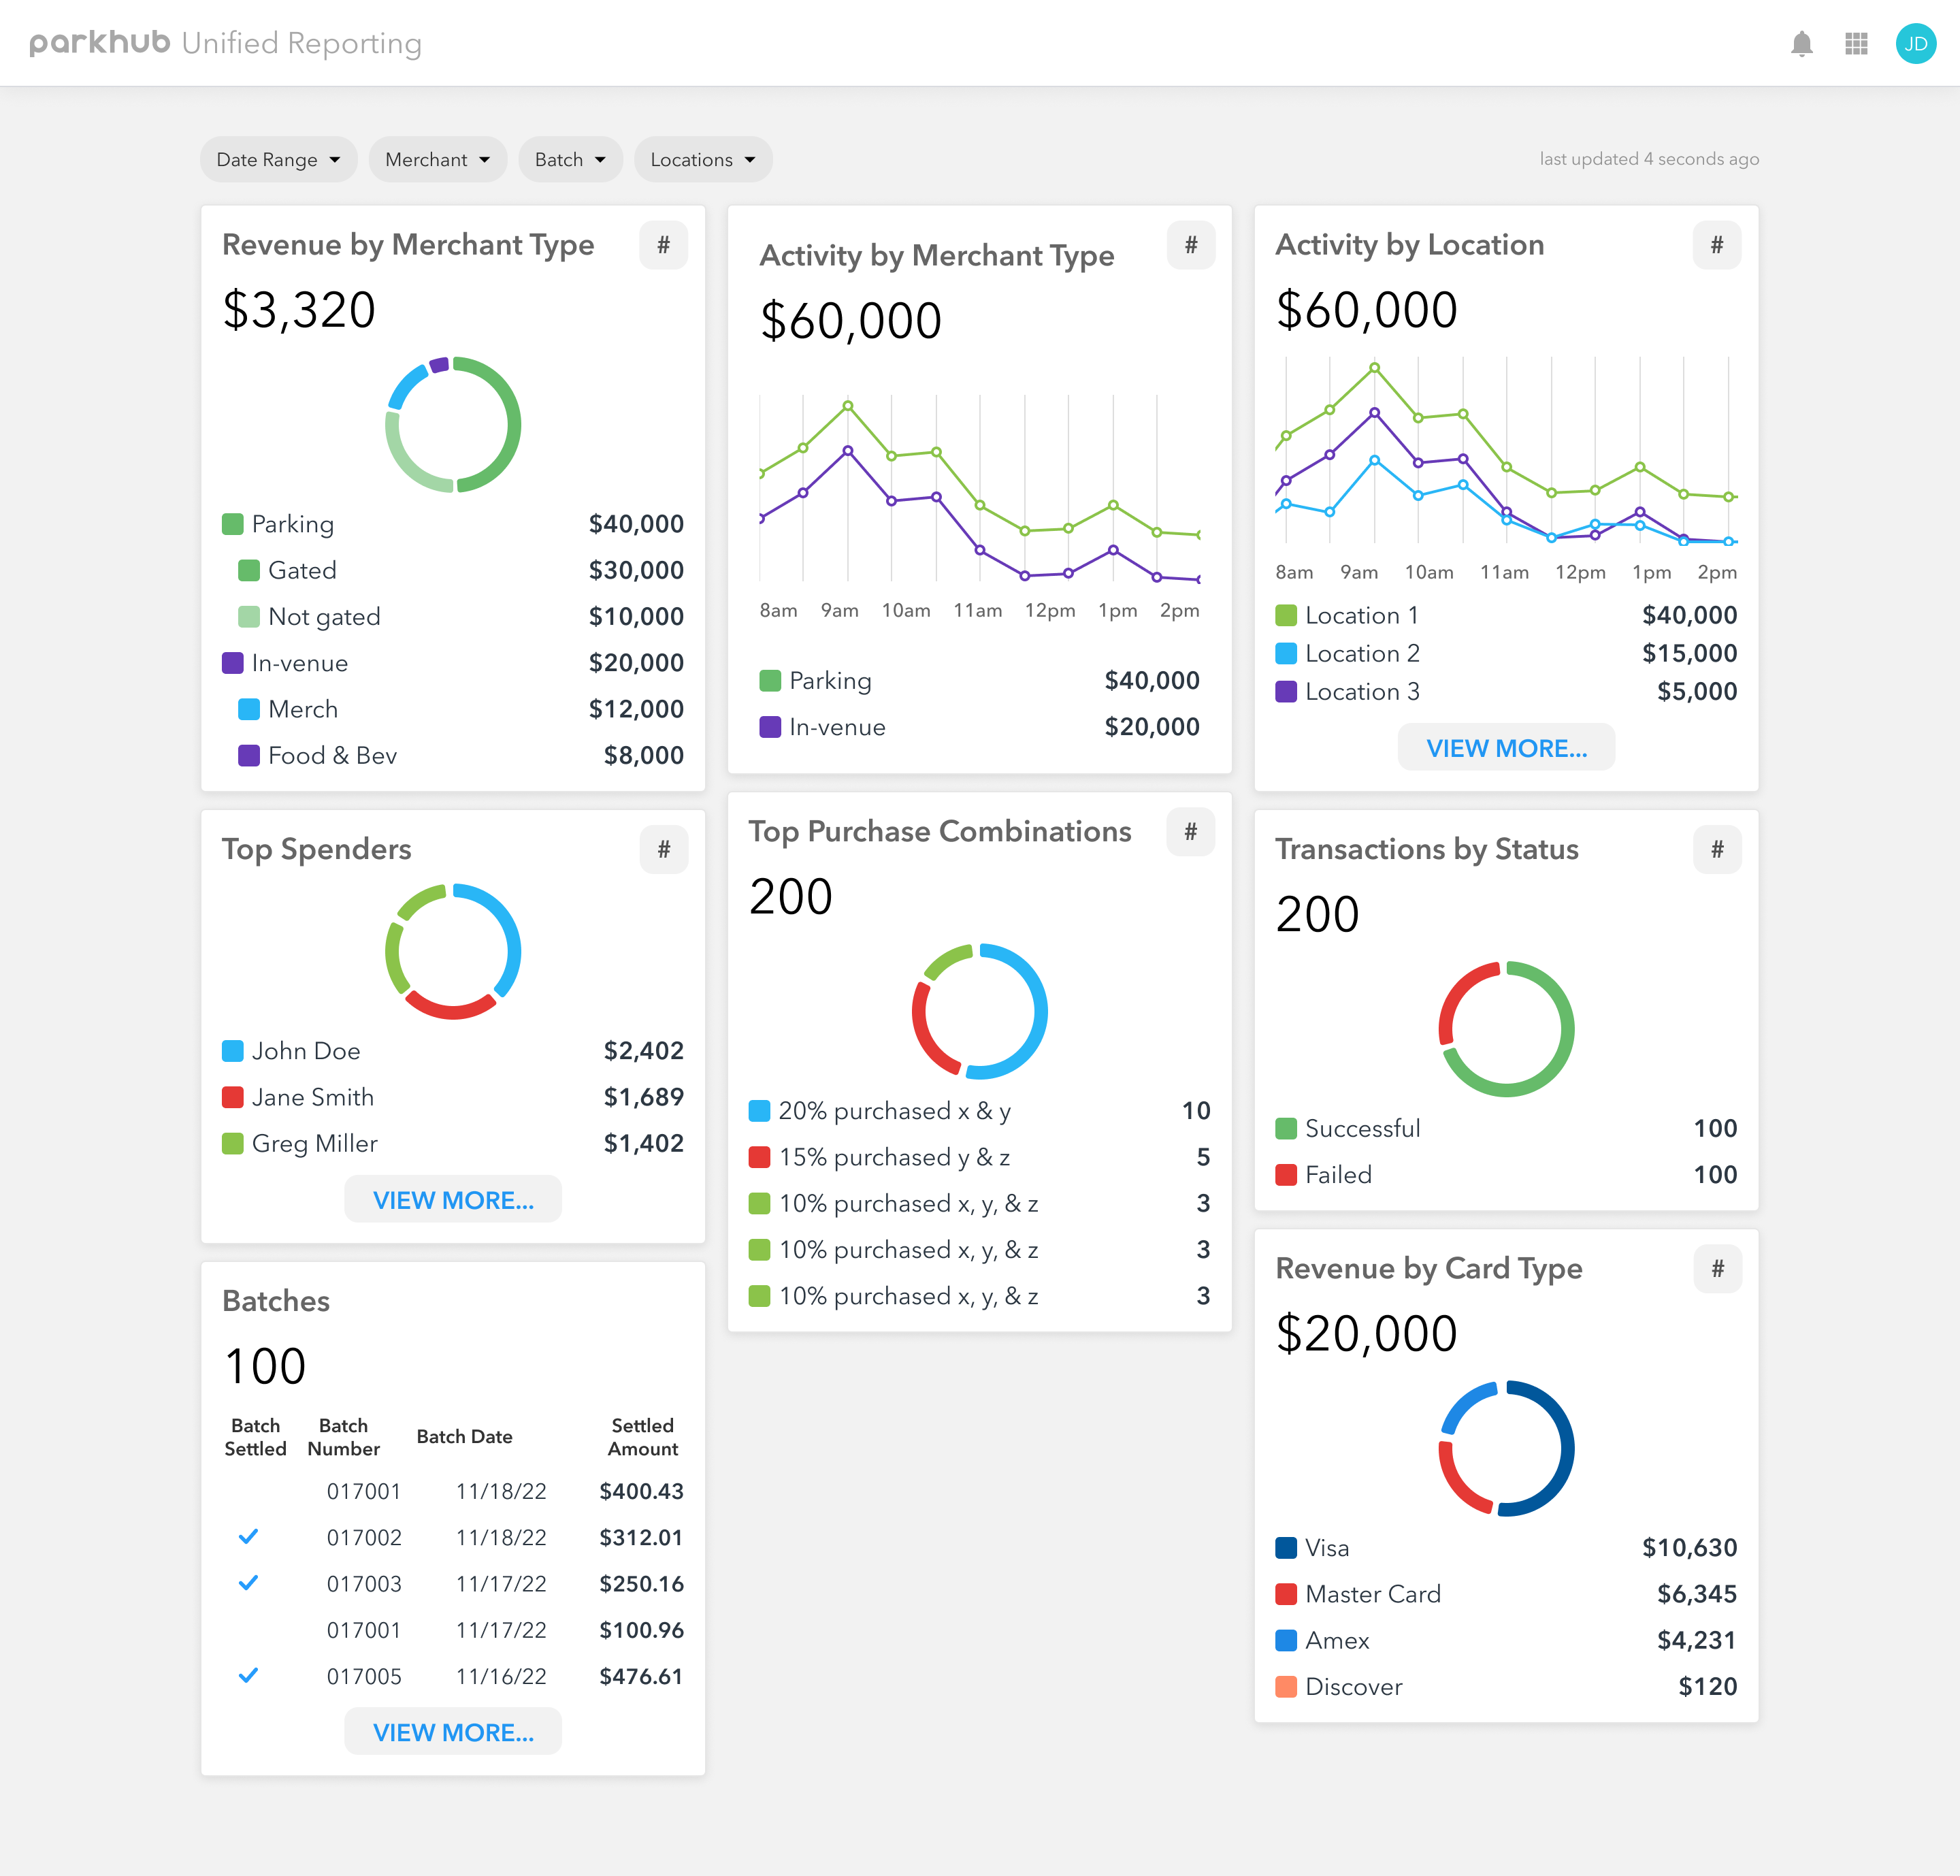 parkhub Unified Reporting
JD
Date Range
Merchant
Batch
Locations
last updated 4 seconds ago
Revenue by Merchant Type
#
$3,320
Parking $40,000
Gated $30,000
Not gated $10,000
In-venue $20,000
Merch $12,000
Food & Bev $8,000
Activity by Merchant Type
#
$60,000
8am 9am 10am 11am 12pm 1pm 2pm
Parking $40,000
In-venue $20,000
Activity by Location
#
$60,000
8am 9am 10am 11am 12pm 1pm 2pm
Location 1 $40,000
Location 2 $15,000
Location 3 $5,000
VIEW MORE...
Top Spenders
#
John Doe $2,402
Jane Smith $1,689
Greg Miller $1,402
VIEW MORE...
Top Purchase Combinations
#
200
20% purchased x & y 10
15% purchased y & z 5
10% purchased x, y, & z 3
10% purchased x, y, & z 3
10% purchased x, y, & z 3
Transactions by Status
#
200
Successful 100
Failed 100
Batches
100
Batch Settled
Batch Number
Batch Date
Settled Amount
017001 11/18/22 $400.43
017002 11/18/22 $312.01
017003 11/17/22 $250.16
017001 11/17/22 $100.96
017005 11/16/22 $476.61
VIEW MORE...
Revenue by Card Type
#
$20,000
Visa $10,630
Master Card $6,345
Amex $4,231
Discover $120